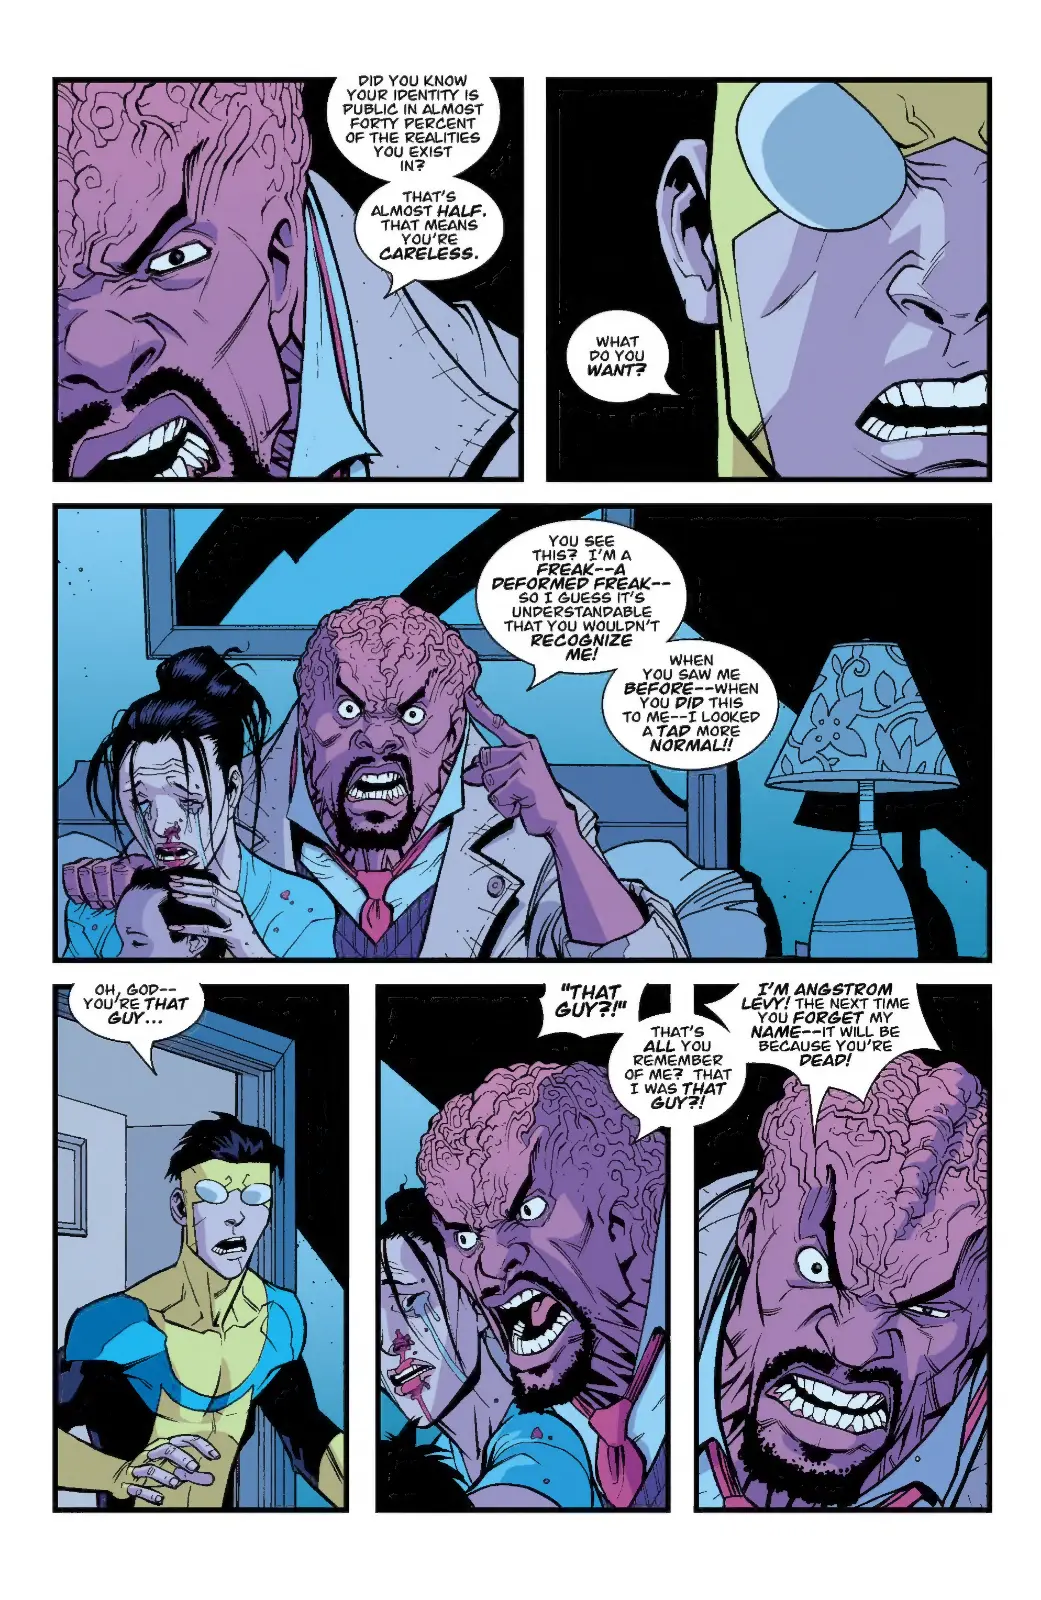 DID YOU KNOW
YOUR IDENTITY IS
PUBLIC IN ALMOST
FORTY PERCENT
OF THE REALITIES
YOU EXIST
IN?
THAT'S
ALMOST HALF.
THAT MEANS
YOU'RE
CARELESS.
WHAT
DO YOU
WANT?
YOU SEE
THIS? I'M A
FREAK--A
DEFORMED FREAK--
SO I GUESS IT'S
UNDERSTANDABLE
THAT YOU WOULDN'T
RECOGNIZE
ME!
WHEN
YOU SAW ME
BEFORE--WHEN
YOU DID THIS
TO ME--I LOOKED
A TAD MORE
NORMAL!!
OH, GOD--
YOU'RE THAT
GUY...
"THAT
GUY?!"
THAT'S
ALL YOU
REMEMBER
OF ME? THAT
I WAS THAT
GUY?!
I'M ANGSTROM
LEVY! THE NEXT TIME
YOU FORGET MY
NAME--IT WILL BE
BECAUSE YOU'RE
DEAD!